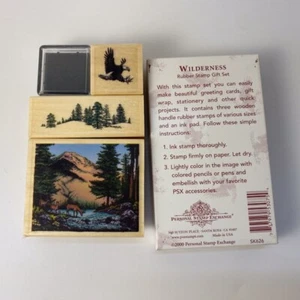 WILDERNESS
Rubber Stamp Gift Set
With this stamp set you can easily
make beautiful greeting cards, gift
wrap, stationery and other quick
projects. It contains three wooden
handle rubber stamps of various sizes
and an ink pad. Follow these simple
instructions:
1. Ink stamp thoroughly.
2. Stamp firmly on paper. Let dry.
3. Lightly color in the image with
colored pencils or pens and
embellish with your favorite
PSX accessories.
PERSONAL STAMP EXCHANGE
Made in USA
©2000 Personal Stamp Exchange
SK626